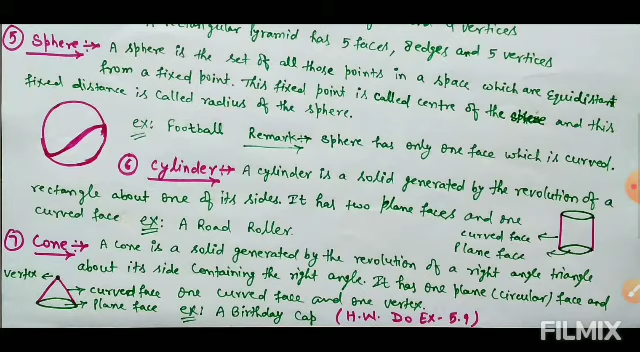 A rectangular pyramid has 5 faces, 8 edges and 5 vertices
4 vertices
⑤ Sphere:→ A sphere is the set of all those points in a space which are equidistant
from a fixed point. This fixed point is called centre of the sphere and this
fixed distance is called radius of the sphere.
ex: Football Remark:→ Sphere has only one face which is curved.
⑥ Cylinder:→ A cylinder is a solid generated by the revolution of a
rectangle about one of its sides. It has two plane faces and one
curved face ex: A Road Roller.
curved face ←
Plane face ←
⑦ Cone:→ A cone is a solid generated by the revolution of a right angle triangle
about its side containing the right angle. It has one plane (circular) face and
vertex ←
→ curved face one curved face and one vertex.
→ Plane face ex: A Birthday Cap (H.W. Do Ex- 5.9)
FILMIX